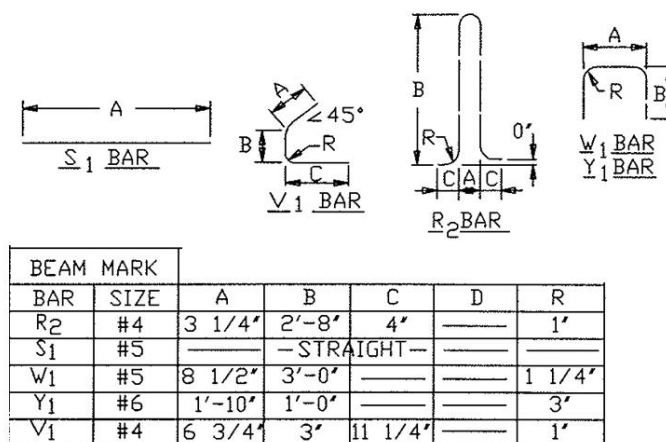 A
S1 BAR
A
<45°
B
R
C
V1 BAR
B
R
0"
C A C
R2 BAR
A
R
B
W1 BAR
Y1 BAR
BEAM MARK
BAR SIZE A B C D R
R2 #4 3 1/4" 2'-8" 4" —— 1"
S1 #5 —— -STRAIGHT- —— ——
W1 #5 8 1/2" 3'-0" —— —— 1 1/4"
Y1 #6 1'-10" 1'-0" —— —— 3"
V1 #4 6 3/4" 3" 11 1/4" —— 1"